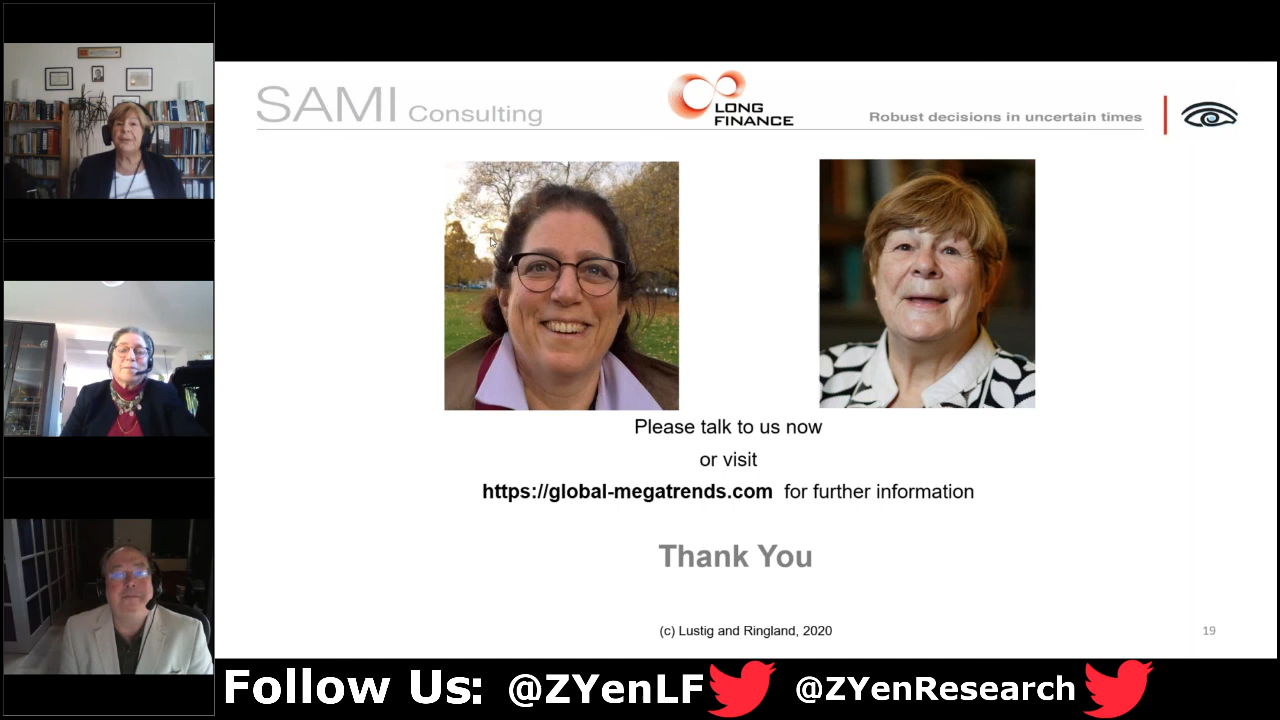 SAMI Consulting
LONG
FINANCE
Robust decisions in uncertain times
Please talk to us now
or visit
https://global-megatrends.com for further information
Thank You
(c) Lustig and Ringland, 2020
19
Follow Us: @ZYenLF @ZYenResearch